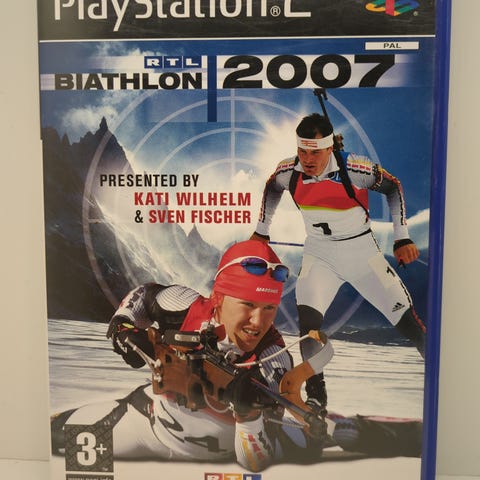 PlayStation®2
PAL
RTL
BIATHLON 2007
PRESENTED BY
KATI WILHELM
& SVEN FISCHER
3+
RTL